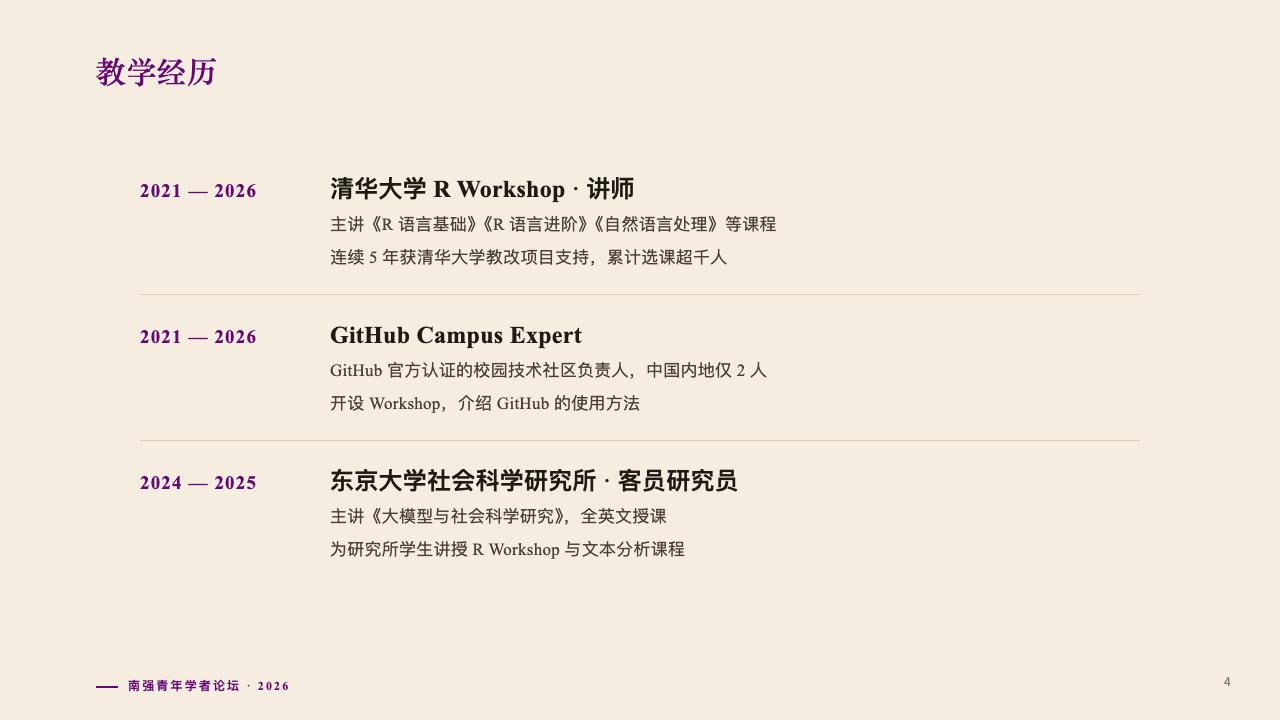 教学经历
2021 — 2026
清华大学 R Workshop · 讲师
主讲《R 语言基础》《R 语言进阶》《自然语言处理》等课程
连续 5 年获清华大学教改项目支持，累计选课超千人
2021 — 2026
GitHub Campus Expert
GitHub 官方认证的校园技术社区负责人，中国内地仅 2 人
开设 Workshop，介绍 GitHub 的使用方法
2024 — 2025
东京大学社会科学研究所 · 客员研究员
主讲《大模型与社会科学研究》，全英文授课
为研究所学生讲授 R Workshop 与文本分析课程
南强青年学者论坛 · 2026
4